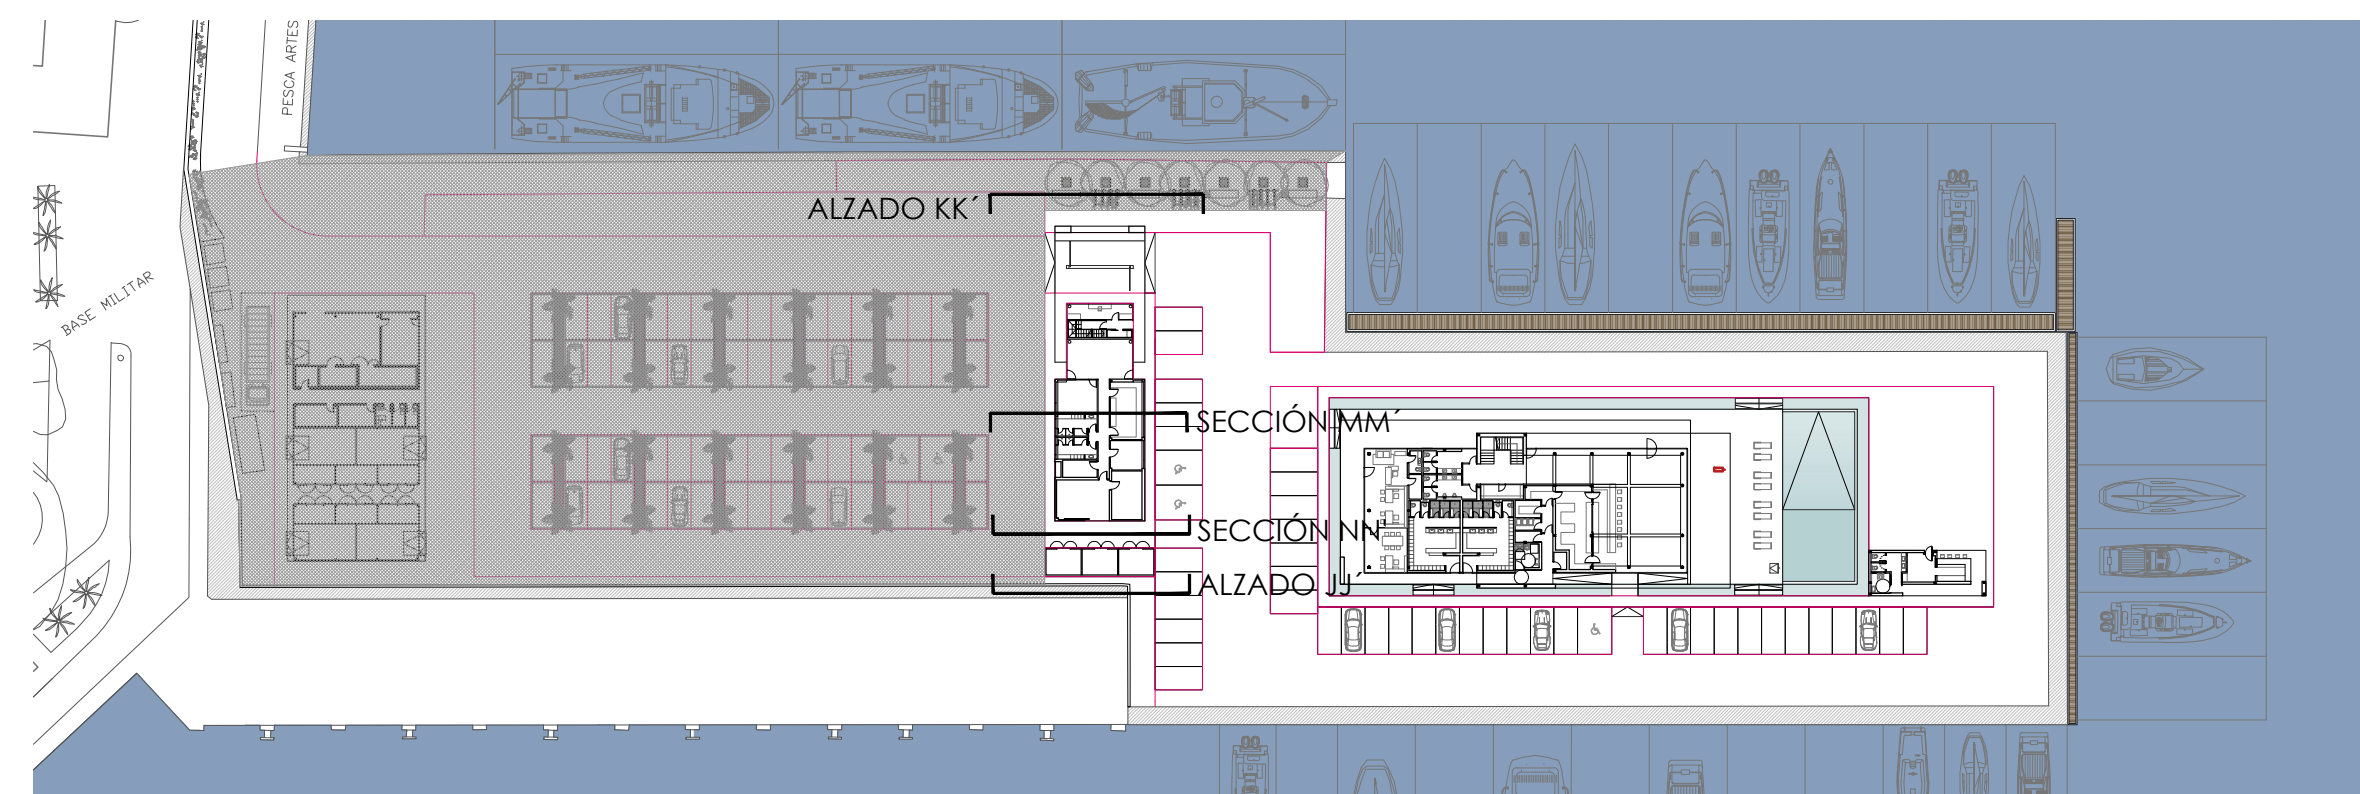 PESCA ARTES
ALZADO KK´
BASE MILITAR
SECCIÓN MM´
SECCIÓN NN´
ALZADO JJ´